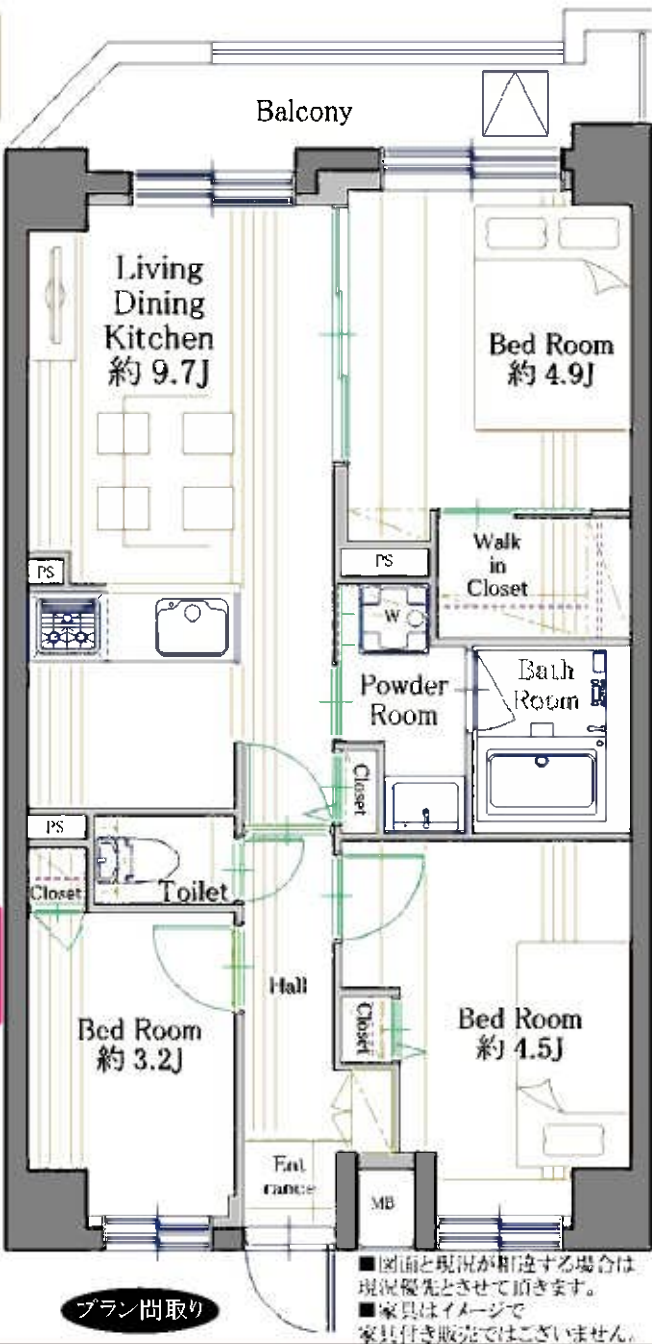 Balcony
Living
Dining
Kitchen
約 9.7J
Bed Room
約 4.9J
Walk
in
Closet
PS
PS
W
Powder
Room
Bath
Room
Closet
PS
Closet
Toilet
Hall
Bed Room
約 3.2J
Closet
Bed Room
約 4.5J
Ent
rance
MB
プラン間取り
■図面と現況が相違する場合は
現況優先とさせて頂きます。
■家具はイメージで
家具付き販売ではございません。